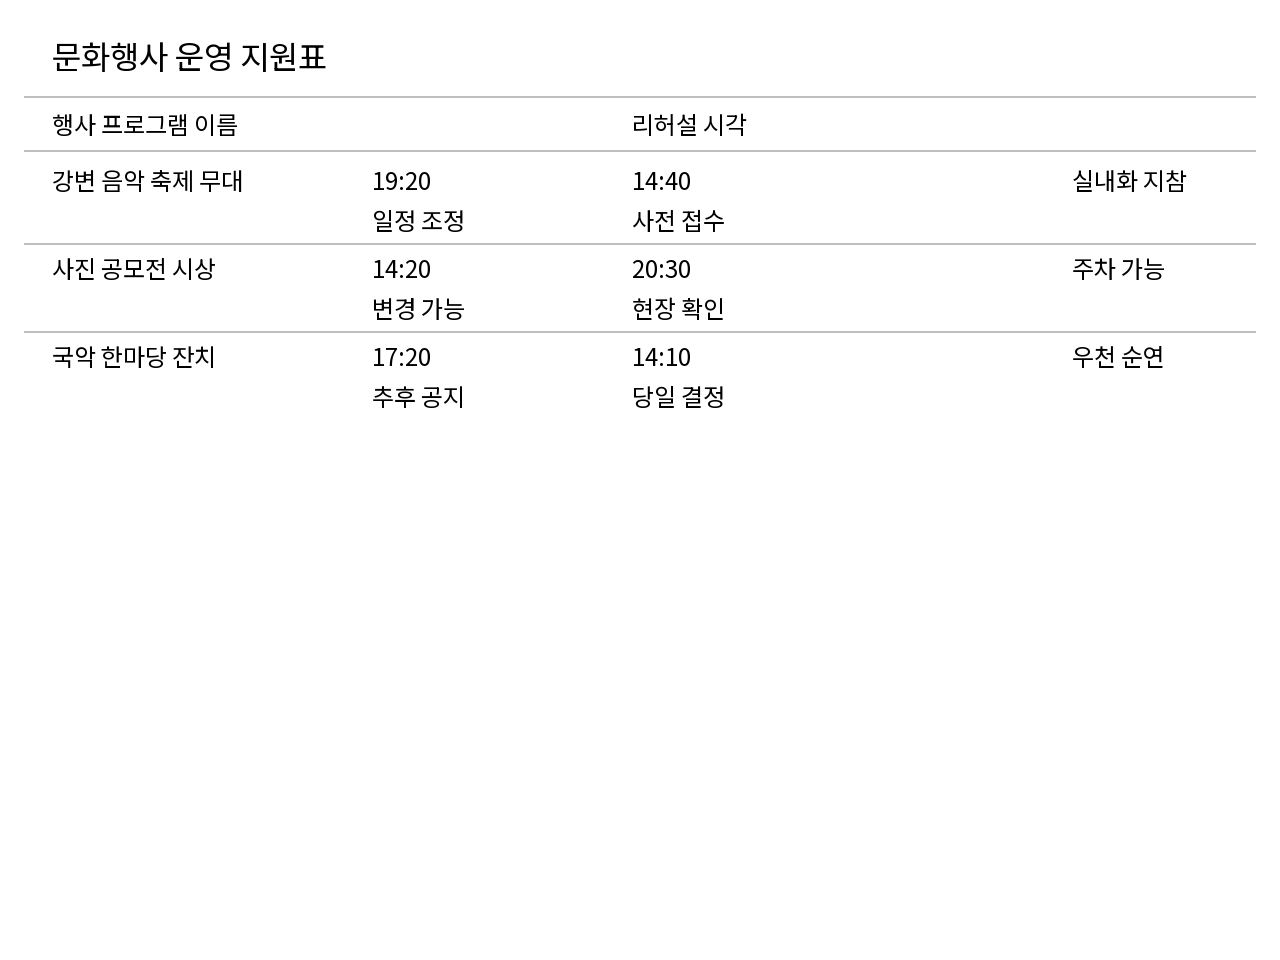 문화행사 운영 지원표
행사 프로그램 이름 리허설 시각
강변 음악 축제 무대 19:20 14:40 실내화 지참
일정 조정 사전 접수
사진 공모전 시상 14:20 20:30 주차 가능
변경 가능 현장 확인
국악 한마당 잔치 17:20 14:10 우천 순연
추후 공지 당일 결정